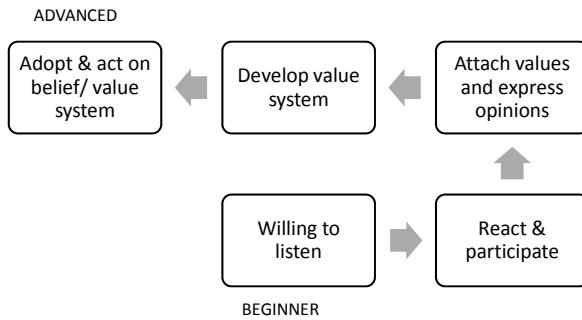 ADVANCED
Adopt & act on
belief/ value
system
Develop value
system
Attach values
and express
opinions
Willing to
listen
React &
participate
BEGINNER